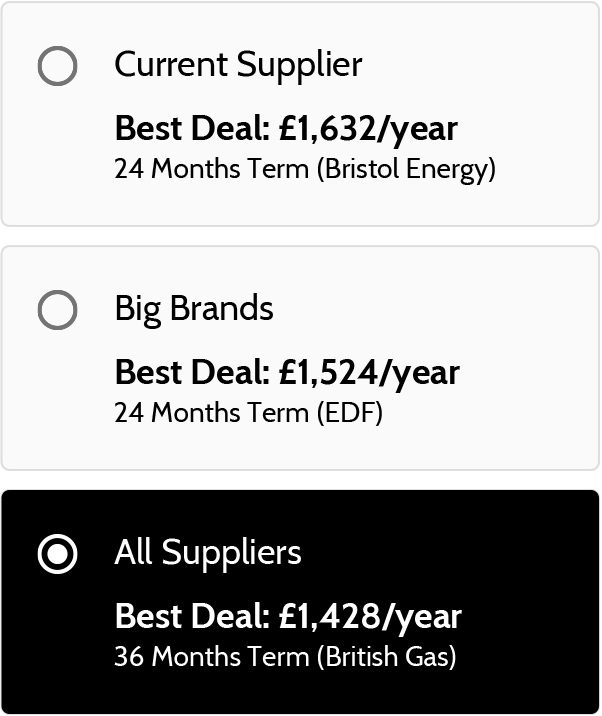 Current Supplier
Best Deal: £1,632/year
24 Months Term (Bristol Energy)
Big Brands
Best Deal: £1,524/year
24 Months Term (EDF)
All Suppliers
Best Deal: £1,428/year
36 Months Term (British Gas)